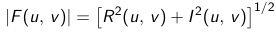 |F(u, v)| = [R²(u, v) + I²(u, v)]^{1/2}